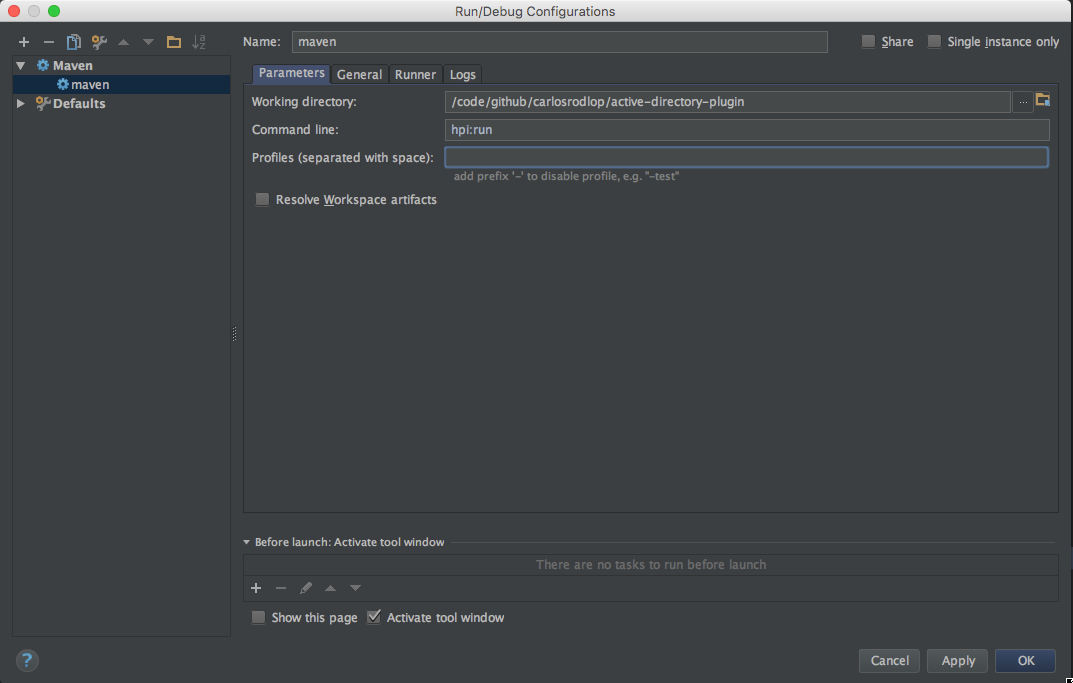 Run/Debug Configurations
Name: maven Share Single instance only
Maven
maven
Defaults
Parameters General Runner Logs
Working directory: /code/github/carlosrodlop/active-directory-plugin ...
Command line: hpi:run
Profiles (separated with space):
add prefix '-' to disable profile, e.g. "-test"
Resolve Workspace artifacts
Before launch: Activate tool window
There are no tasks to run before launch
Show this page Activate tool window
? Cancel Apply OK